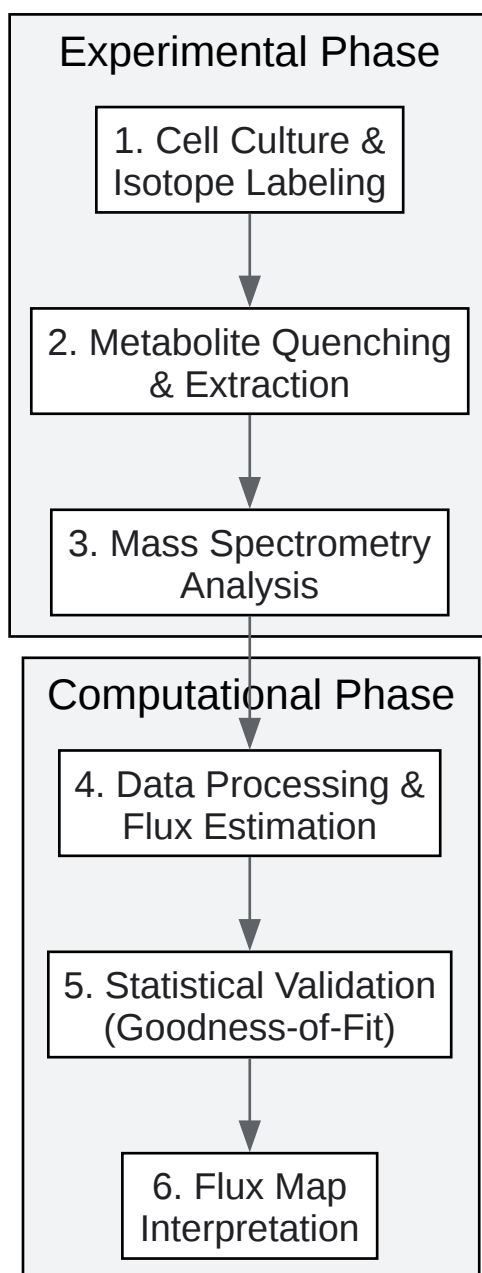 Experimental Phase
1. Cell Culture &
Isotope Labeling
2. Metabolite Quenching
& Extraction
3. Mass Spectrometry
Analysis
Computational Phase
4. Data Processing &
Flux Estimation
5. Statistical Validation
(Goodness-of-Fit)
6. Flux Map
Interpretation